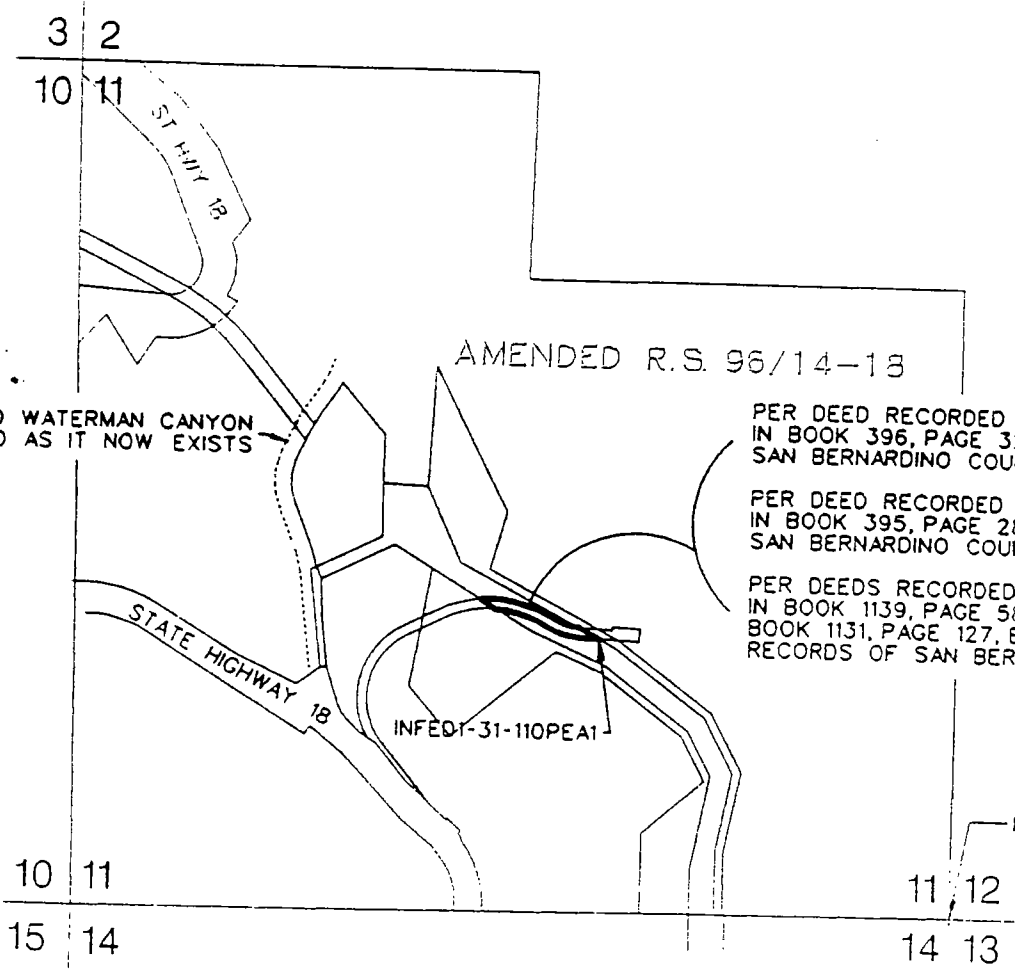 3 2
10 11
ST HWY 18
AMENDED R.S. 96/14-18
WATERMAN CANYON
AS IT NOW EXISTS
PER DEED RECORDED
IN BOOK 396, PAGE
SAN BERNARDINO
PER DEED RECORDED
IN BOOK 395, PAGE
SAN BERNARDINO
PER DEEDS RECORDED
IN BOOK 1139, PAGE
BOOK 1131, PAGE 127,
RECORDS OF SAN
STATE HIGHWAY 18
INFED1-31-110PEA1
10 11
11 12
15 14
14 13